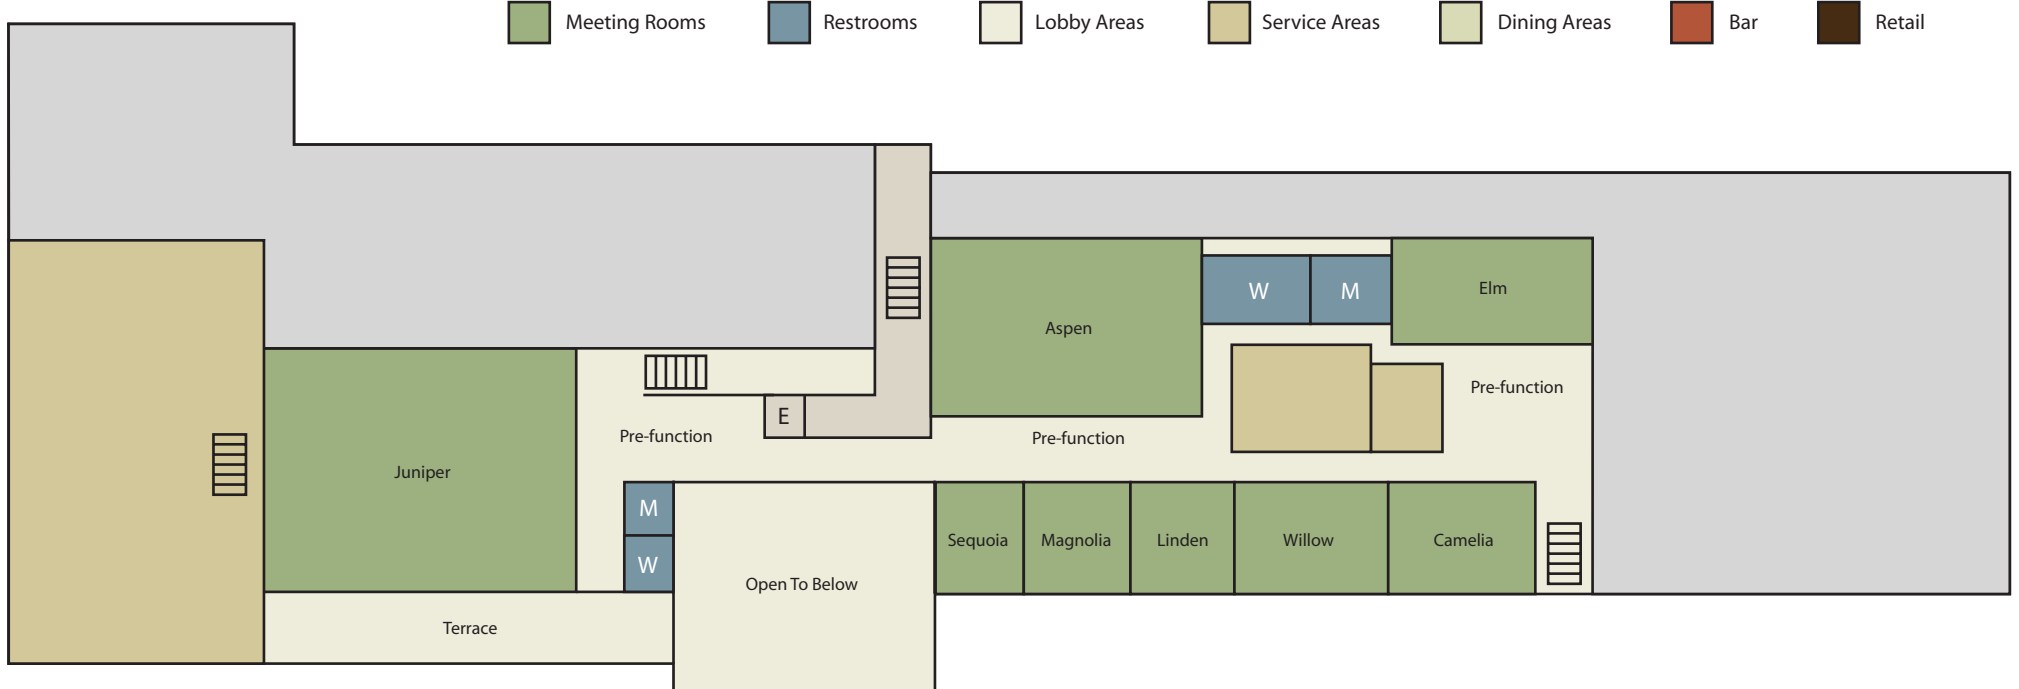 Meeting Rooms
Restrooms
Lobby Areas
Service Areas
Dining Areas
Bar
Retail
W
M
Elm
Aspen
Pre-function
E
Pre-function
Pre-function
Juniper
M
W
Sequoia
Magnolia
Linden
Willow
Camelia
Open To Below
Terrace